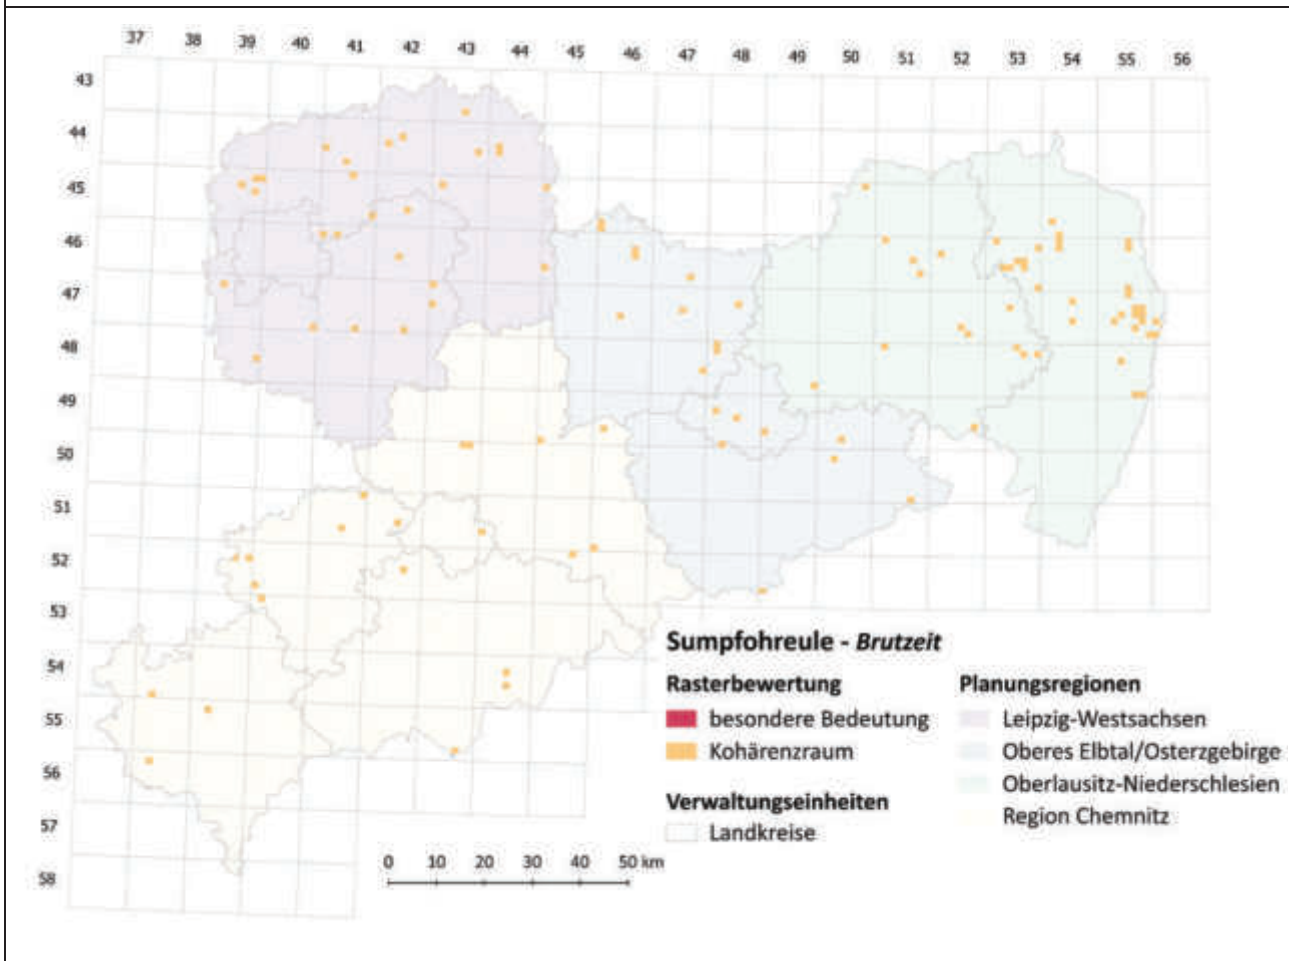 37 38 39 40 41 42 43 44 45 46 47 48 49 50 51 52 53 54 55 56
43
44
45
46
47
48
49
50
51
52
53
54
55
56
57
58
Sumpfohreule - Brutzeit
Rasterbewertung
besondere Bedeutung
Kohärenzraum
Verwaltungseinheiten
Landkreise
Planungsregionen
Leipzig-Westsachsen
Oberes Elbtal/Osterzgebirge
Oberlausitz-Niederschlesien
Region Chemnitz
0 10 20 30 40 50 km